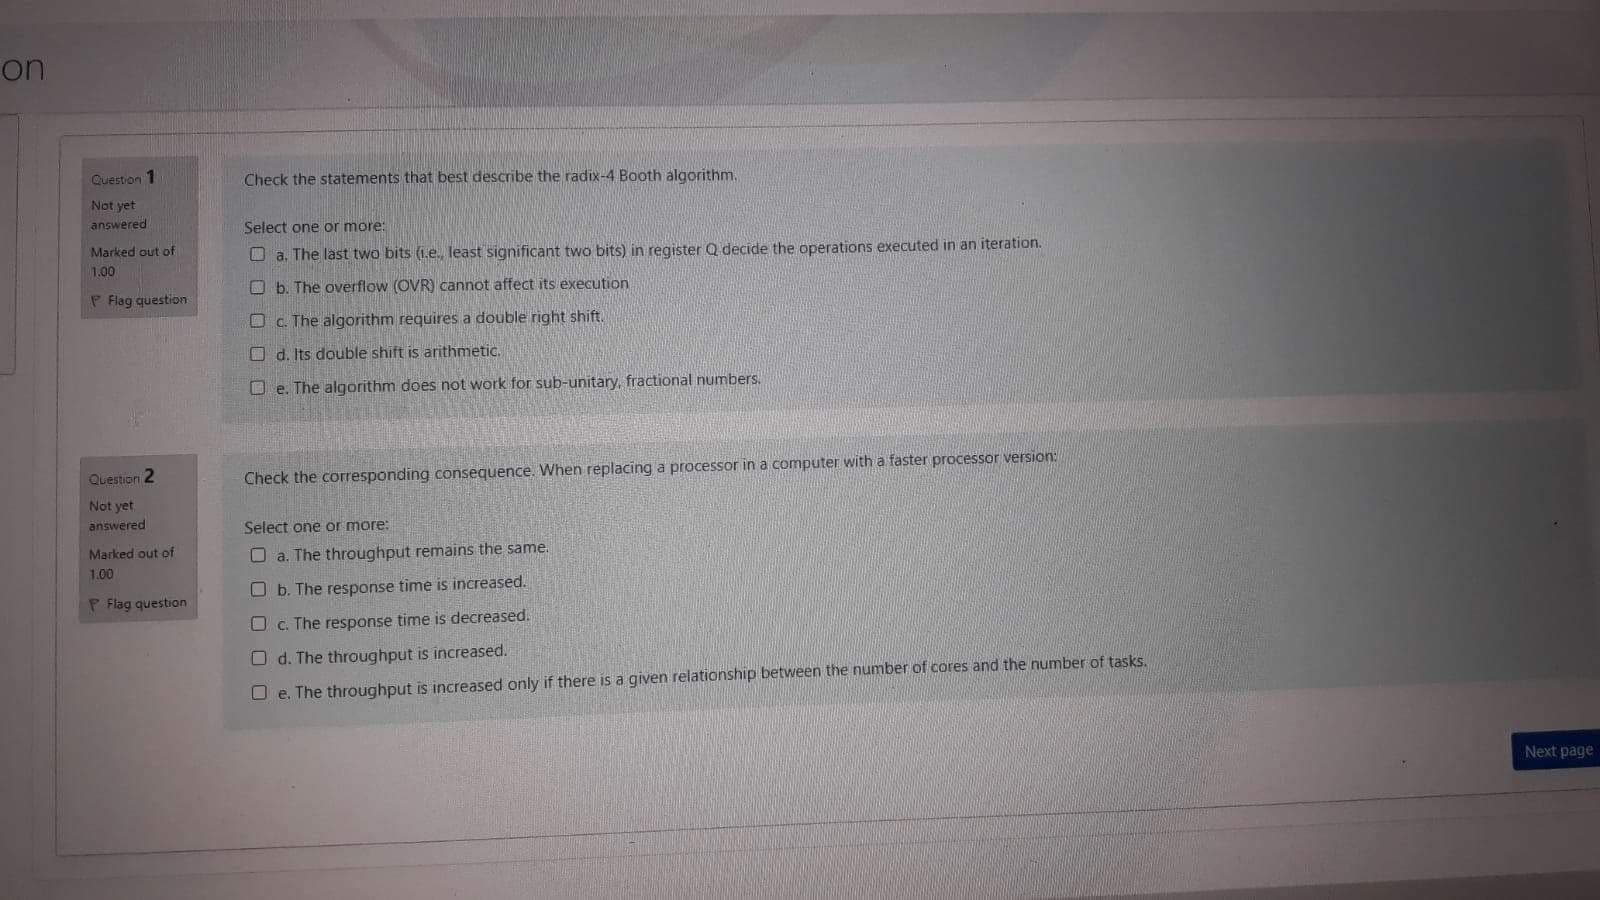 on
Question 1
Not yet
answered
Marked out of
1.00
Flag question
Check the statements that best describe the radix-4 Booth algorithm.
Select one or more:
a. The last two bits (i.e., least significant two bits) in register Q decide the operations executed in an iteration.
b. The overflow (OVR) cannot affect its execution
c. The algorithm requires a double right shift.
d. Its double shift is arithmetic.
e. The algorithm does not work for sub-unitary, fractional numbers.
Question 2
Not yet
answered
Marked out of
1.00
Flag question
Check the corresponding consequence. When replacing a processor in a computer with a faster processor version:
Select one or more:
a. The throughput remains the same.
b. The response time is increased.
c. The response time is decreased.
d. The throughput is increased.
e. The throughput is increased only if there is a given relationship between the number of cores and the number of tasks.
Next page